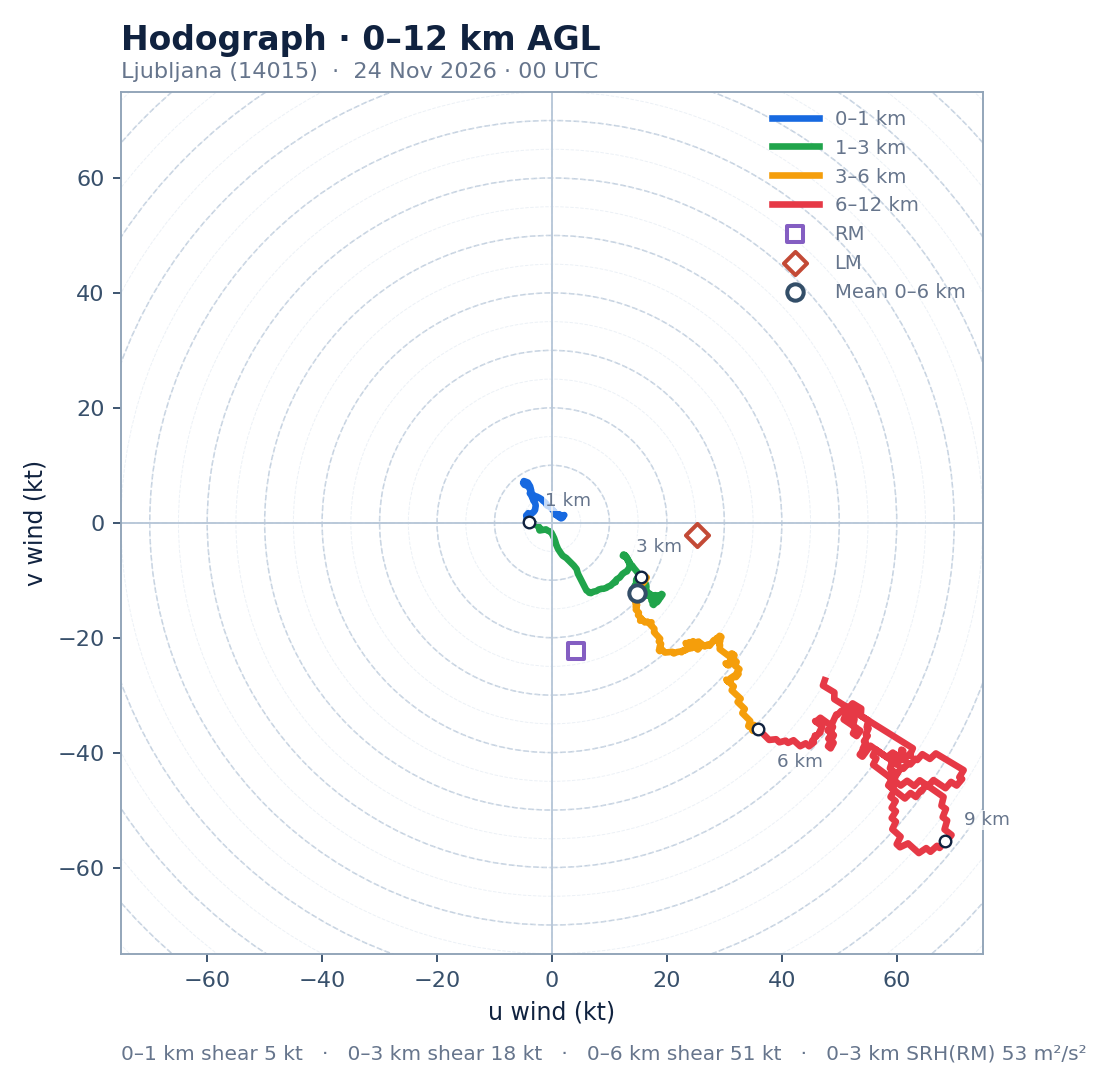 Hodograph · 0–12 km AGL
Ljubljana (14015) · 24 Nov 2026 · 00 UTC
0–1 km
1–3 km
3–6 km
6–12 km
RM
LM
Mean 0–6 km
60
40
20
0
−20
−40
−60
v wind (kt)
1 km
3 km
6 km
9 km
−60
−40
−20
0
20
40
60
u wind (kt)
0–1 km shear 5 kt · 0–3 km shear 18 kt · 0–6 km shear 51 kt · 0–3 km SRH(RM) 53 m²/s²